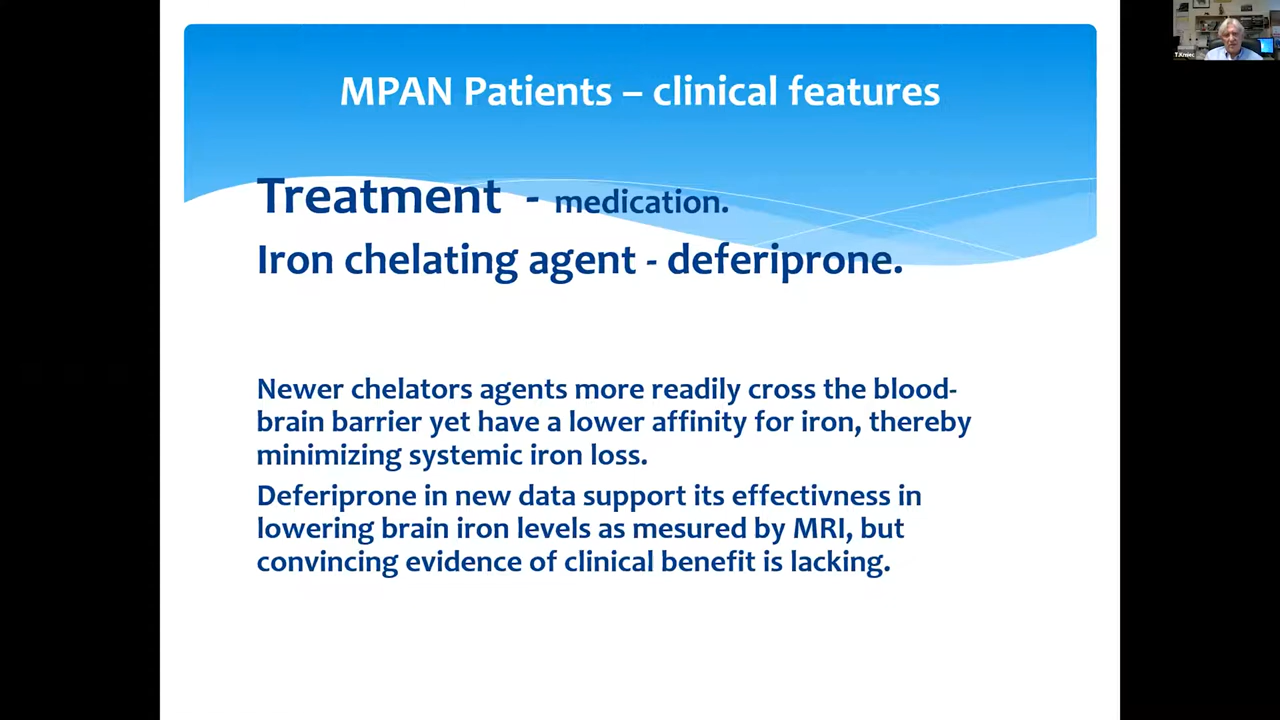 MPAN Patients – clinical features
Treatment - medication.
Iron chelating agent - deferiprone.
Newer chelators agents more readily cross the blood-
brain barrier yet have a lower affinity for iron, thereby
minimizing systemic iron loss.
Deferiprone in new data support its effectivness in
lowering brain iron levels as mesured by MRI, but
convincing evidence of clinical benefit is lacking.